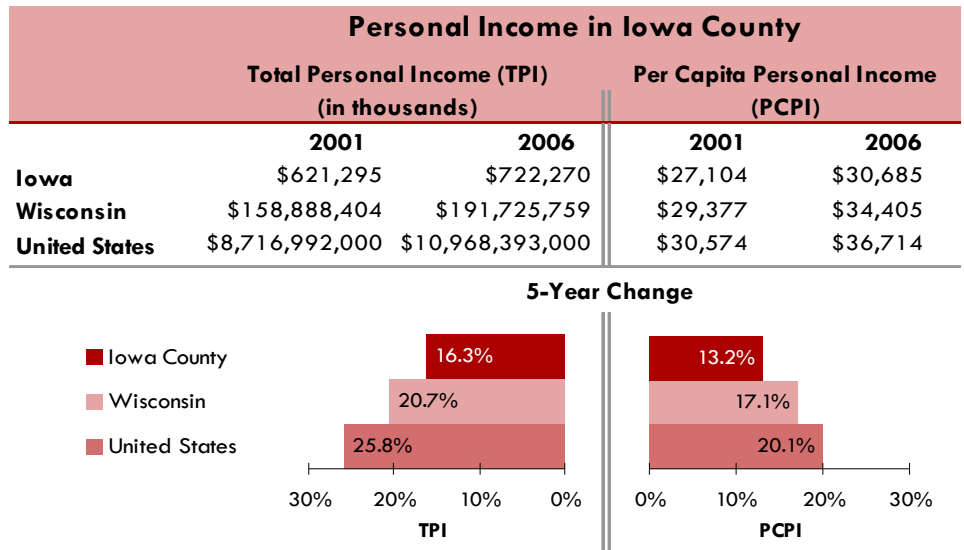 Personal Income in Iowa County
Total Personal Income (TPI) Per Capita Personal Income
(in thousands) (PCPI)
2001 2006 2001 2006
Iowa $621,295 $722,270 $27,104 $30,685
Wisconsin $158,888,404 $191,725,759 $29,377 $34,405
United States $8,716,992,000 $10,968,393,000 $30,574 $36,714
5-Year Change
Iowa County 16.3% 13.2%
Wisconsin 20.7% 17.1%
United States 25.8% 20.1%
30% 20% 10% 0% 0% 10% 20% 30%
TPI PCPI